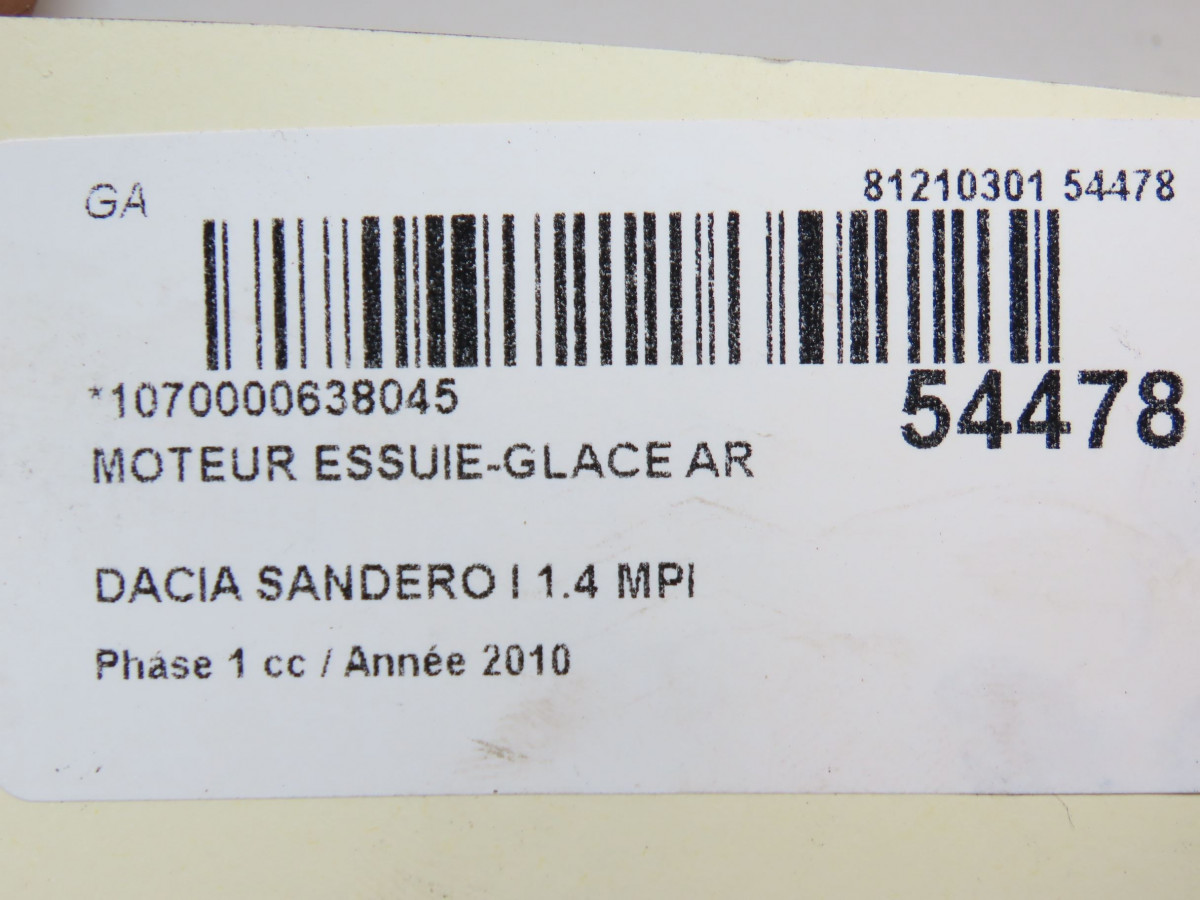 GA
81210301 54478
*1070000638045
54478
MOTEUR ESSUIE-GLACE AR
DACIA SANDERO I 1.4 MPI
Phase 1 cc / Année 2010